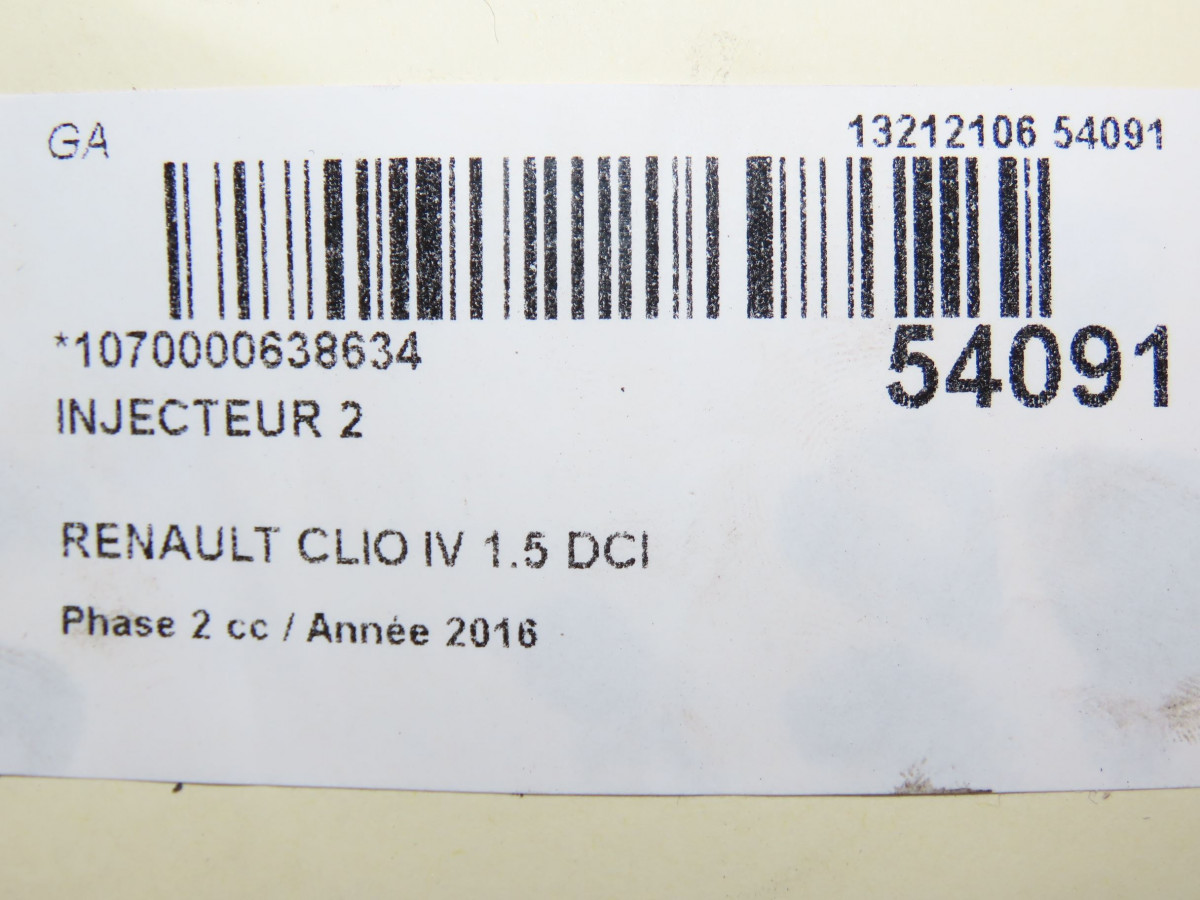 GA 13212106 54091
*1070000638634 54091
INJECTEUR 2
RENAULT CLIO IV 1.5 DCI
Phase 2 cc / Année 2016